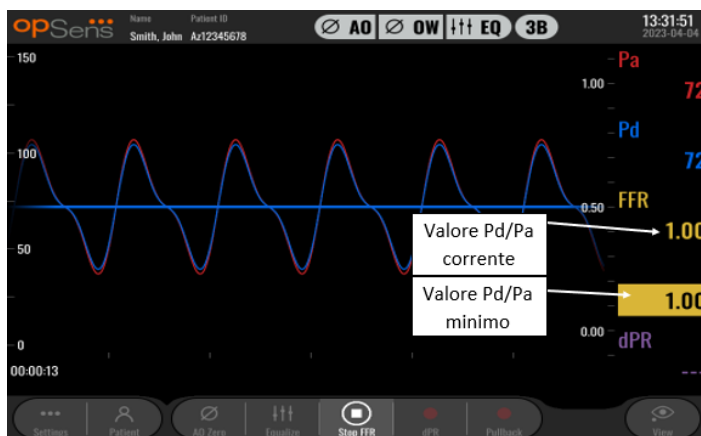 opSens
Name
Patient ID
Smith, John
Az12345678
AO
OW
EQ
3B
13:31:51
2023-04-04
150
100
50
0
1.00
0.50
0.00
Pa
72
Pd
72
FFR
1.00
Valore Pd/Pa
corrente
1.00
Valore Pd/Pa
minimo
dPR
---
00:00:13
Settings
Patient
AO Zero
Equalize
Stop FFR
dPR
Pullback
View